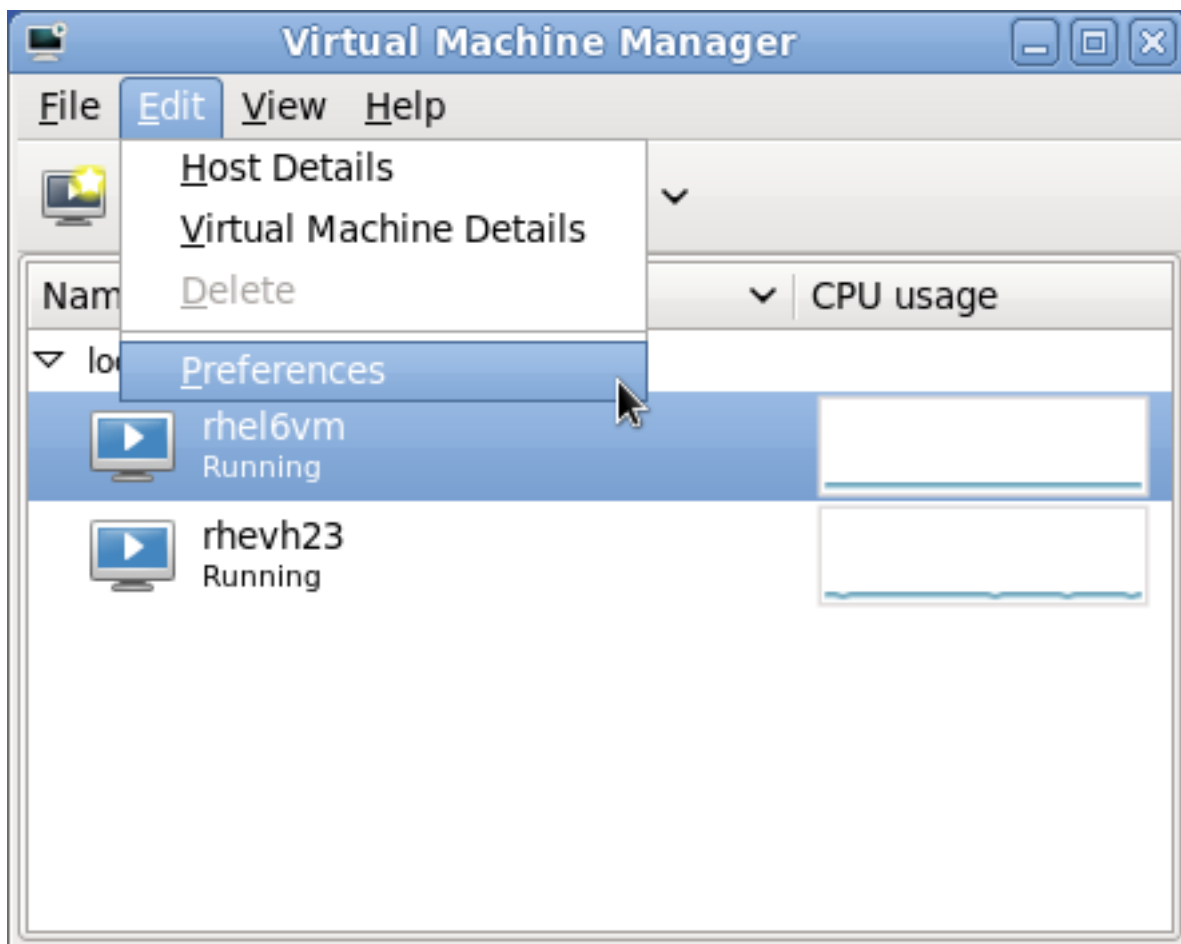 Virtual Machine Manager
File Edit View Help
Host Details
Virtual Machine Details
Delete
Preferences
CPU usage
rhel6vm
Running
rhevh23
Running